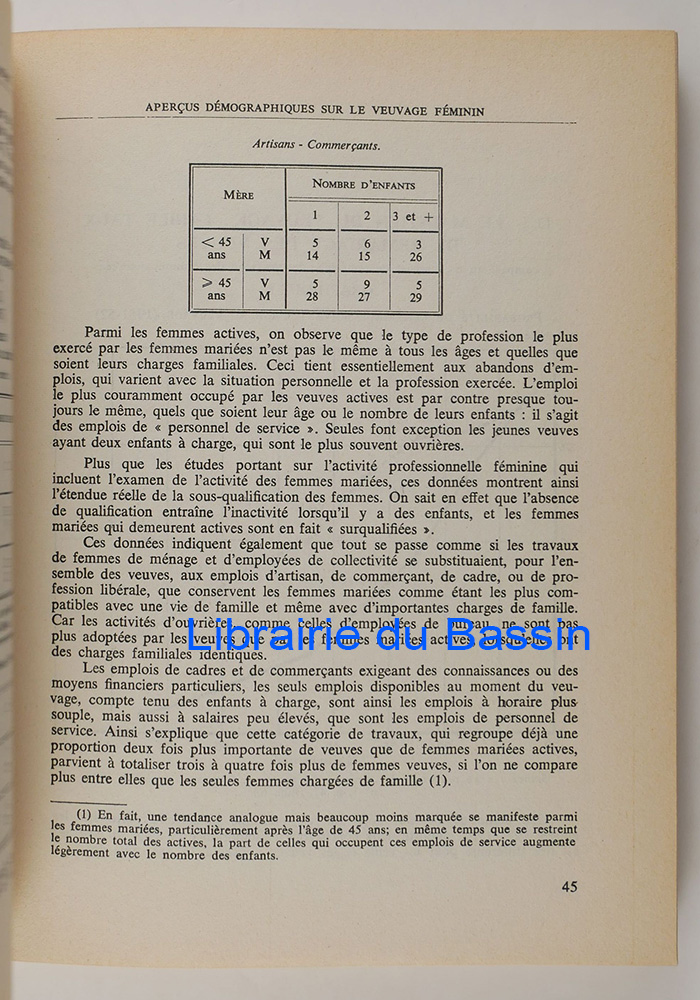 APERÇUS DÉMOGRAPHIQUES SUR LE VEUVAGE FÉMININ
Artisans - Commerçants.
MÈRE NOMBRE D'ENFANTS
1 2 3 et +
< 45 V 5 6 3
ans M 14 15 26
⩾ 45 V 5 9 5
ans M 28 27 29
Parmi les femmes actives, on observe que le type de profession le plus
exercé par les femmes mariées n'est pas le même à tous les âges et quelles que
soient leurs charges familiales. Ceci tient essentiellement aux abandons d'em-
plois, qui varient avec la situation personnelle et la profession exercée. L'emploi
le plus couramment occupé par les veuves actives est par contre presque tou-
jours le même, quels que soient leur âge ou le nombre de leurs enfants : il s'agit
des emplois de « personnel de service ». Seules font exception les jeunes veuves
ayant deux enfants à charge, qui sont le plus souvent ouvrières.
Plus que les études portant sur l'activité professionnelle féminine qui
incluent l'examen de l'activité des femmes mariées, ces données montrent ainsi
l'étendue réelle de la sous-qualification des femmes. On sait en effet que l'absence
de qualification entraîne l'inactivité lorsqu'il y a des enfants, et les femmes
mariées qui demeurent actives sont en fait « surqualifiées ».
Ces données indiquent également que tout se passe comme si les travaux
de femmes de ménage et d'employées de collectivité se substituaient, pour l'en-
semble des veuves, aux emplois d'artisan, de commerçant, de cadre, ou de pro-
fession libérale, que conservent les femmes mariées comme étant les plus com-
patibles avec une vie de famille et même avec d'importantes charges de famille.
Car les activités d'ouvrière, comme celles d'employées de bureau, ne sont pas
plus adoptées par les veuves que par les femmes mariées actives lorsqu'elles ont
Librairie du Bassin
des charges familiales identiques.
Les emplois de cadres et de commerçants exigeant des connaissances ou des
moyens financiers particuliers, les seuls emplois disponibles au moment du veu-
vage, compte tenu des enfants à charge, sont ainsi les emplois à horaire plus
souple, mais aussi à salaires peu élevés, que sont les emplois de personnel de
service. Ainsi s'explique que cette catégorie de travaux, qui regroupe déjà une
proportion deux fois plus importante de veuves que de femmes mariées actives,
parvient à totaliser trois à quatre fois plus de femmes veuves, si l'on ne compare
plus entre elles que les seules femmes chargées de famille (1).
(1) En fait, une tendance analogue mais beaucoup moins marquée se manifeste parmi
les femmes mariées, particulièrement après l'âge de 45 ans; en même temps que se restreint
le nombre total des actives, la part de celles qui occupent ces emplois de service augmente
légèrement avec le nombre des enfants.
45